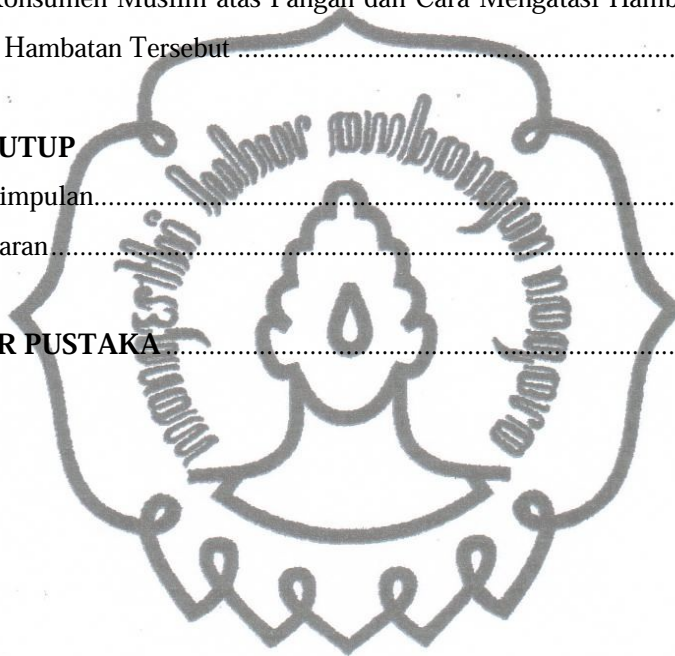 Konsumen Muslim atas Pangan dan Cara Mengatasi Hamb
Hambatan Tersebut ........................................................
UTUP
impulan....................................................................................
aran...........................................................................................
R PUSTAKA..................................................................